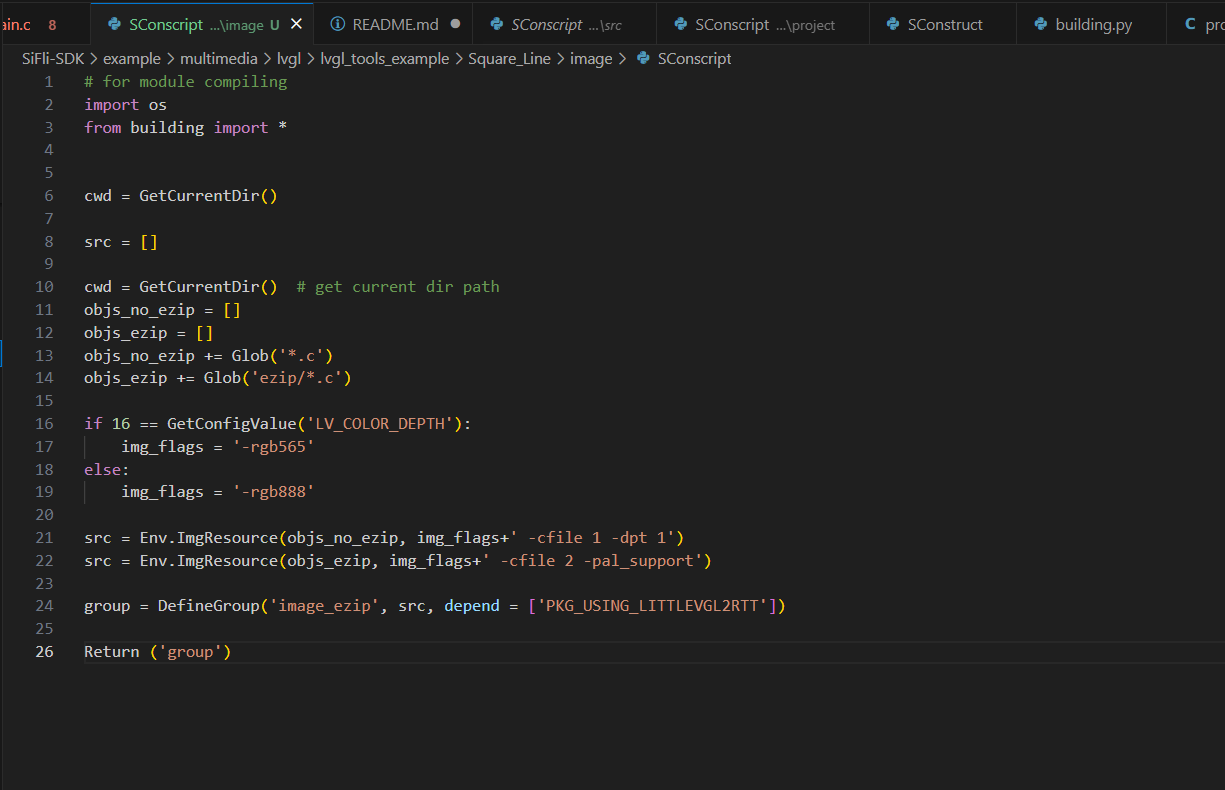 ain.c 8 SConscript ...\image U README.md SConscript ...\src SConscript ...\project SConstruct building.py C pro
SiFli-SDK > example > multimedia > lvgl > lvgl_tools_example > Square_Line > image > SConscript
1 # for module compiling
2 import os
3 from building import *
4
5
6 cwd = GetCurrentDir()
7
8 src = []
9
10 cwd = GetCurrentDir()  # get current dir path
11 objs_no_ezip = []
12 objs_ezip = []
13 objs_no_ezip += Glob('*.c')
14 objs_ezip += Glob('ezip/*.c')
15
16 if 16 == GetConfigValue('LV_COLOR_DEPTH'):
17     img_flags = '-rgb565'
18 else:
19     img_flags = '-rgb888'
20
21 src = Env.ImgResource(objs_no_ezip, img_flags+' -cfile 1 -dpt 1')
22 src = Env.ImgResource(objs_ezip, img_flags+' -cfile 2 -pal_support')
23
24 group = DefineGroup('image_ezip', src, depend = ['PKG_USING_LITTLEVGL2RTT'])
25
26 Return ('group')